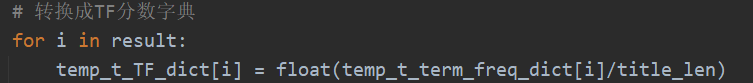 # 转换成TF分数字典
for i in result:
    temp_t_TF_dict[i] = float(temp_t_term_freq_dict[i]/title_len)